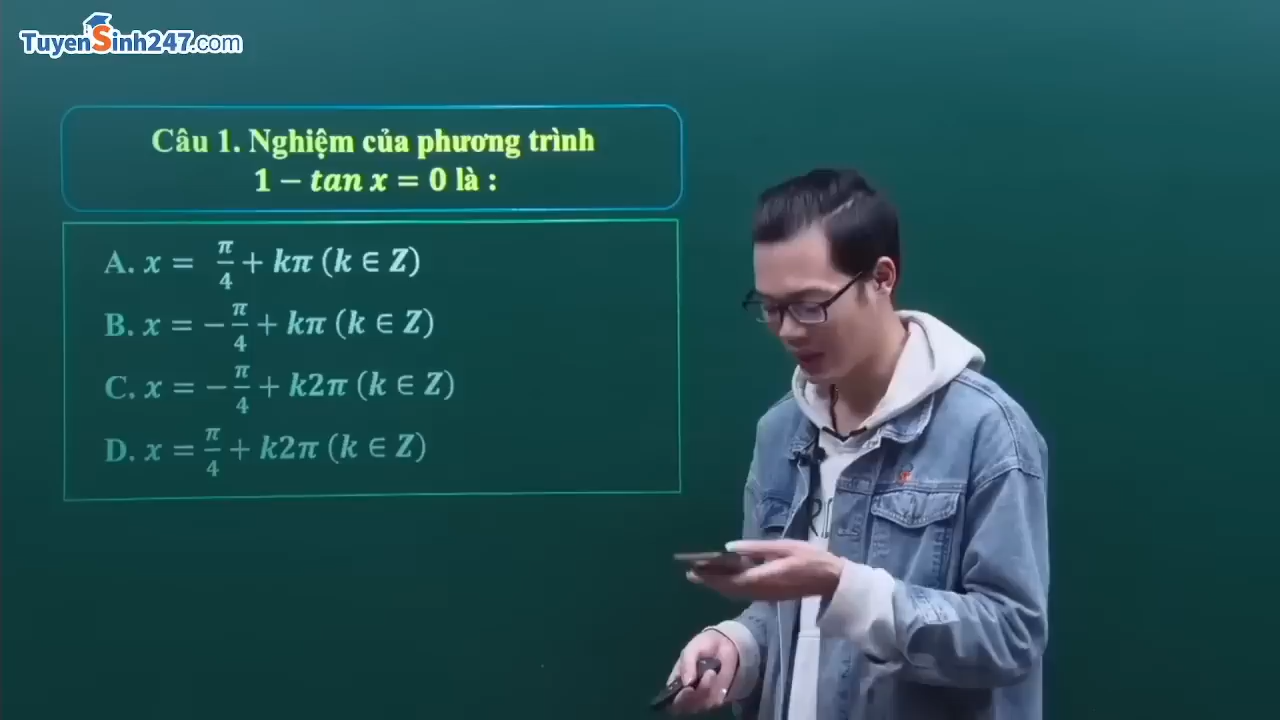 TuyenSinh247.com
Câu 1. Nghiệm của phương trình
1 − tan x = 0 là :
A. x = π/4 + kπ (k ∈ Z)
B. x = −π/4 + kπ (k ∈ Z)
C. x = −π/4 + k2π (k ∈ Z)
D. x = π/4 + k2π (k ∈ Z)